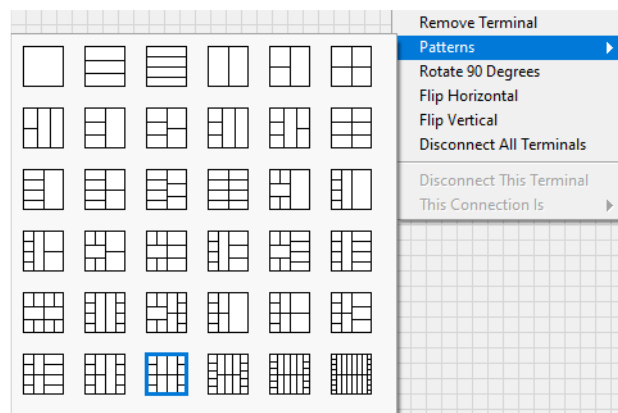 Remove Terminal
Patterns
Rotate 90 Degrees
Flip Horizontal
Flip Vertical
Disconnect All Terminals
Disconnect This Terminal
This Connection Is